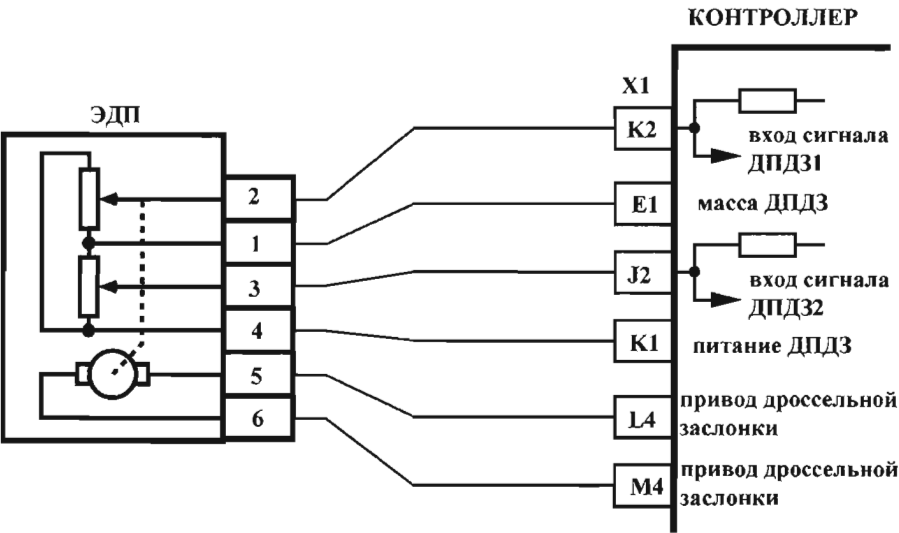 КОНТРОЛЛЕР
X1
ЭДП
K2
вход сигнала
ДПДЗ1
2
E1
масса ДПДЗ
1
J2
вход сигнала
ДПДЗ2
3
K1
питание ДПДЗ
4
5
L4
привод дроссельной
заслонки
6
M4
привод дроссельной
заслонки